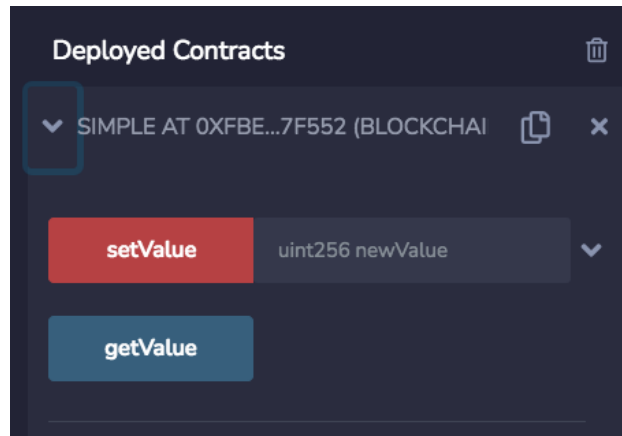 Deployed Contracts
SIMPLE AT 0XFBE...7F552 (BLOCKCHAI
setValue uint256 newValue
getValue